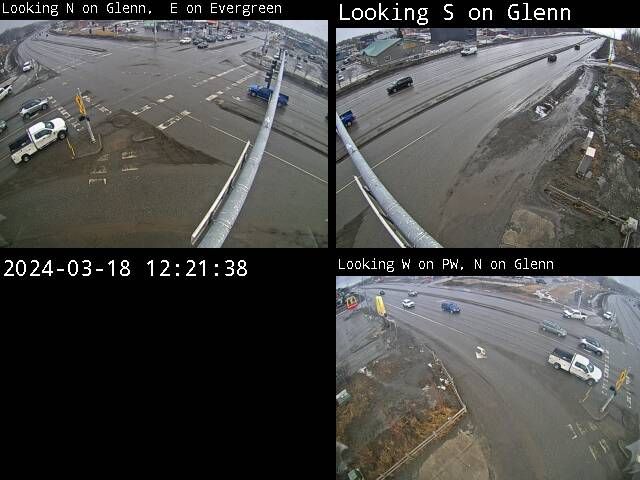 Looking N on Glenn,  E on Evergreen
Looking S on Glenn
2024-03-18 12:21:38
Looking W on PW, N on Glenn